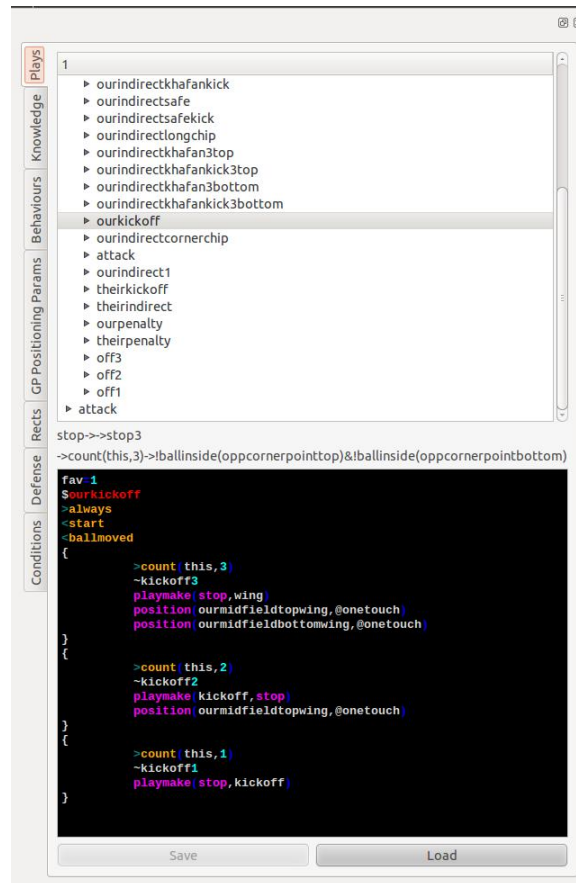 Plays
Knowledge
Behaviours
GP Positioning Params
Rects
Defense
Conditions
1
ourindirectkhafankick
ourindirectsafe
ourindirectsafekick
ourindirectlongchip
ourindirectkhafan3top
ourindirectkhafankick3top
ourindirectkhafan3bottom
ourindirectkhafankick3bottom
ourkickoff
ourindirectcornerchip
attack
ourindirect1
theirkickoff
theirindirect
ourpenalty
theirpenalty
off3
off2
off1
attack
stop->->stop3
->count(this,3)->!ballinside(oppcornerpointtop)&!ballinside(oppcornerpointbottom)
fav=1
$ourkickoff
>always
<start
<ballmoved
{
>count(this,3)
~kickoff3
playmake(stop,wing)
position(ourmidfieldtopwing,@onetouch)
position(ourmidfieldbottomwing,@onetouch)
}
{
>count(this,2)
~kickoff2
playmake(kickoff,stop)
position(ourmidfieldtopwing,@onetouch)
}
{
>count(this,1)
~kickoff1
playmake(stop,kickoff)
}
Save Load